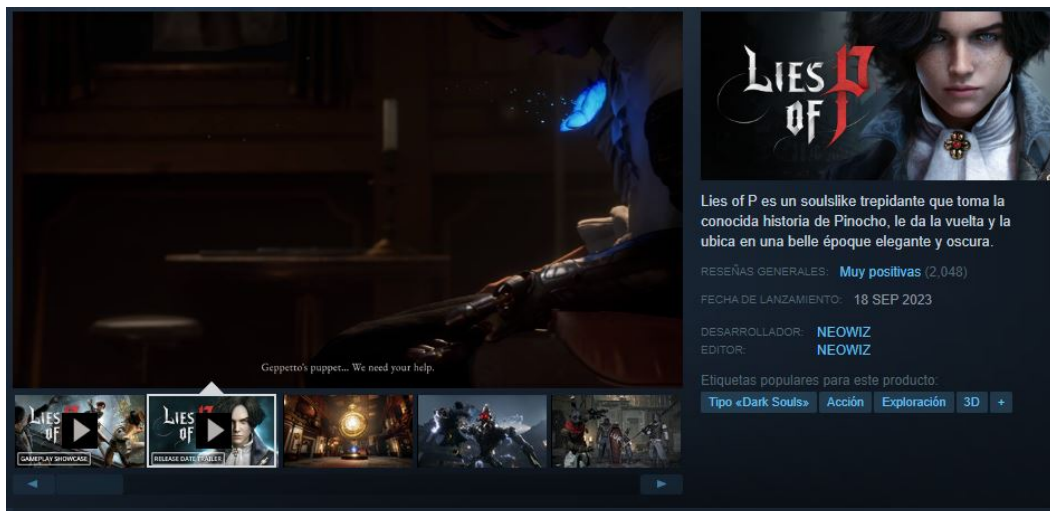 Geppetto's puppet... We need your help.
LIES OF P
GAMEPLAY SHOWCASE
LIES OF P
RELEASE DATE TRAILER
LIES
OF P
Lies of P es un soulslike trepidante que toma la
conocida historia de Pinocho, le da la vuelta y la
ubica en una belle époque elegante y oscura.
RESEÑAS GENERALES: Muy positivas (2,048)
FECHA DE LANZAMIENTO: 18 SEP 2023
DESARROLLADOR: NEOWIZ
EDITOR: NEOWIZ
Etiquetas populares para este producto:
Tipo «Dark Souls» Acción Exploración 3D +